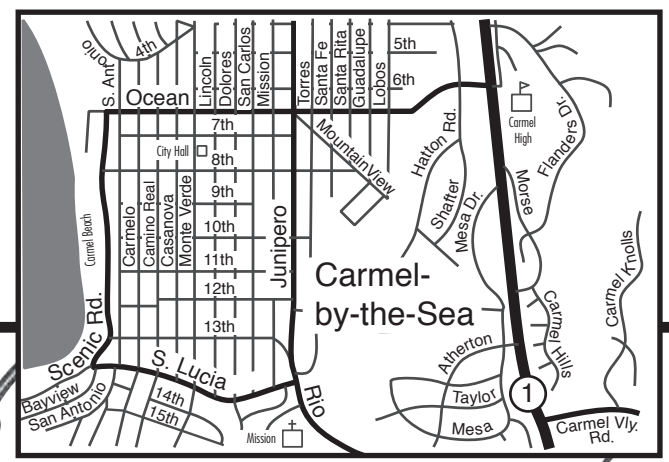 S. Antonio
4th
Lincoln
Dolores
San Carlos
Mission
Torres
Santa Fe
Santa Rita
Guadalupe
Lobos
5th
6th
Ocean
7th
City Hall
8th
Mountain View
Hatton Rd.
Carmel
High
Flanders Dr.
Carmel Beach
Carmelo
Camino Real
Casanova
Monte Verde
9th
10th
11th
12th
13th
Junipero
Shafter
Mesa Dr.
Morse
Carmel-
by-the-Sea
Carmel Knolls
Carmel Hills
Scenic Rd.
S. Lucia
Atherton
Taylor
Mesa
1
Bayview
San Antonio
14th
15th
Mission
Rio
Carmel Vly.
Rd.